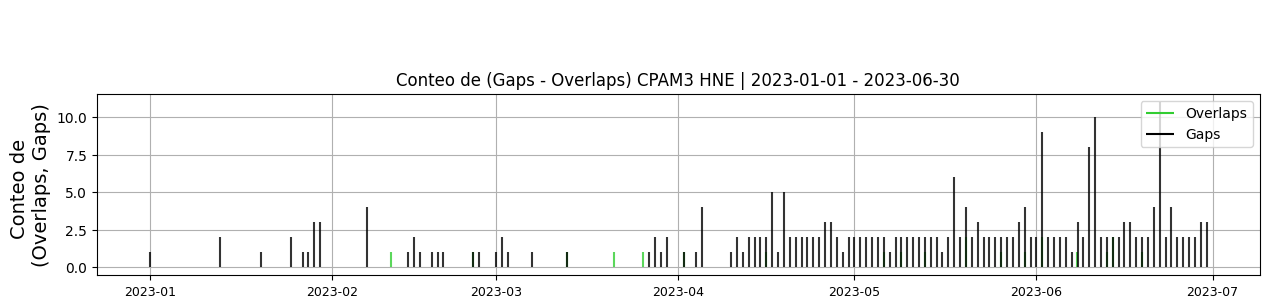 Conteo de (Gaps - Overlaps) CPAM3 HNE | 2023-01-01 - 2023-06-30
Conteo de
(Overlaps, Gaps)
10.0
7.5
5.0
2.5
0.0
Overlaps
Gaps
2023-01
2023-02
2023-03
2023-04
2023-05
2023-06
2023-07